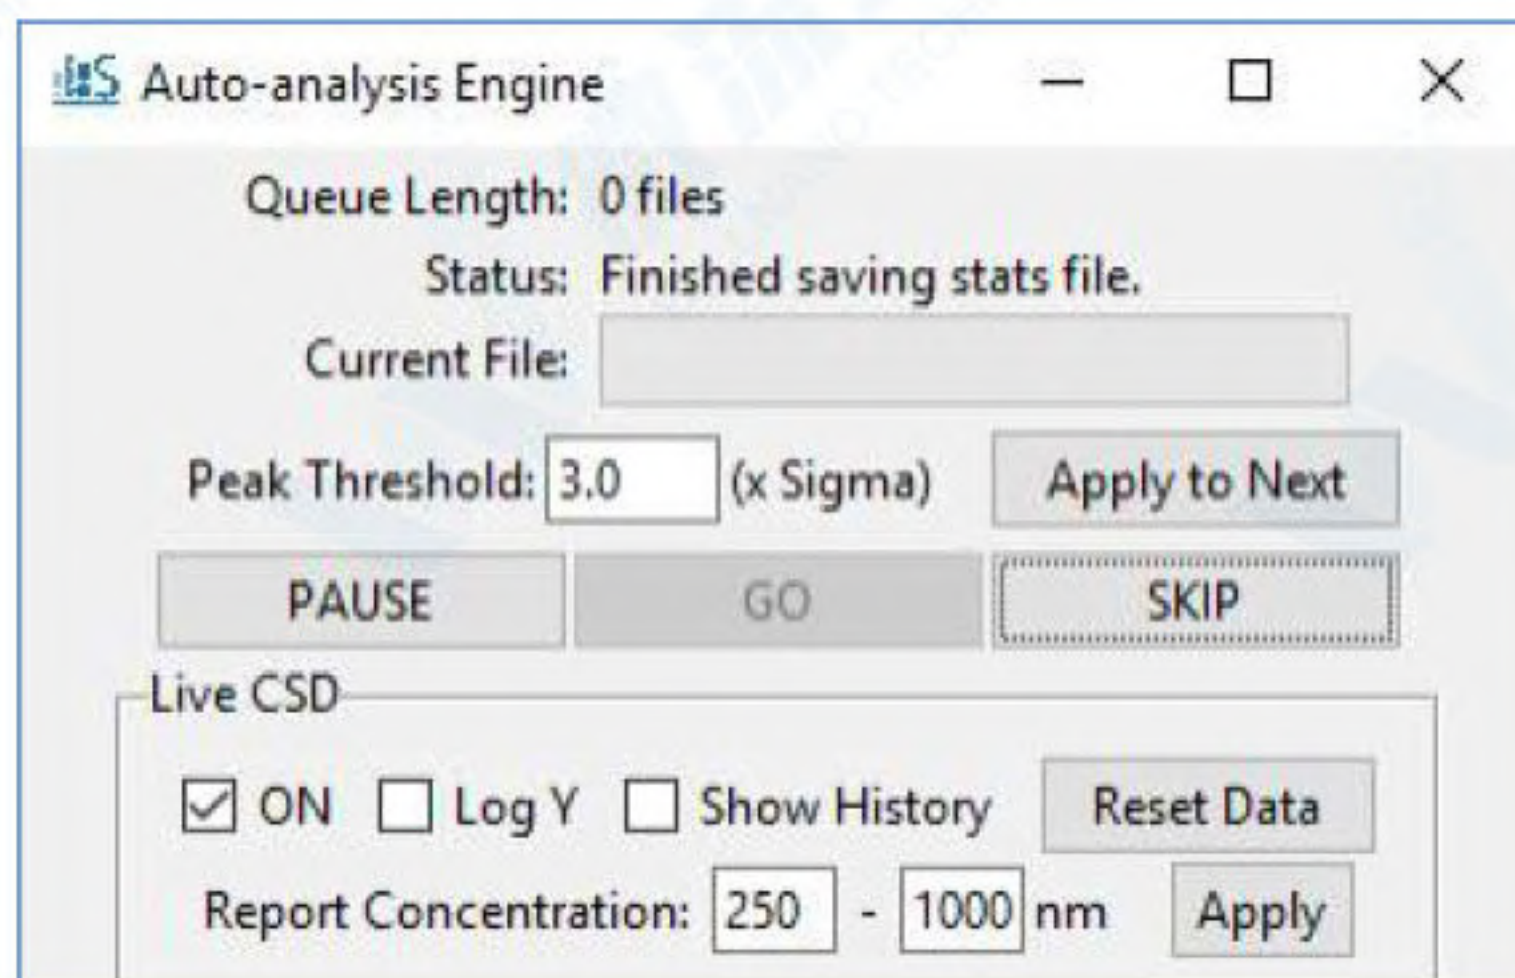 Auto-analysis Engine
Queue Length: 0 files
Status: Finished saving stats file.
Current File:
Peak Threshold: 3.0 (x Sigma) Apply to Next
PAUSE GO SKIP
Live CSD
ON Log Y Show History Reset Data
Report Concentration: 250 - 1000 nm Apply